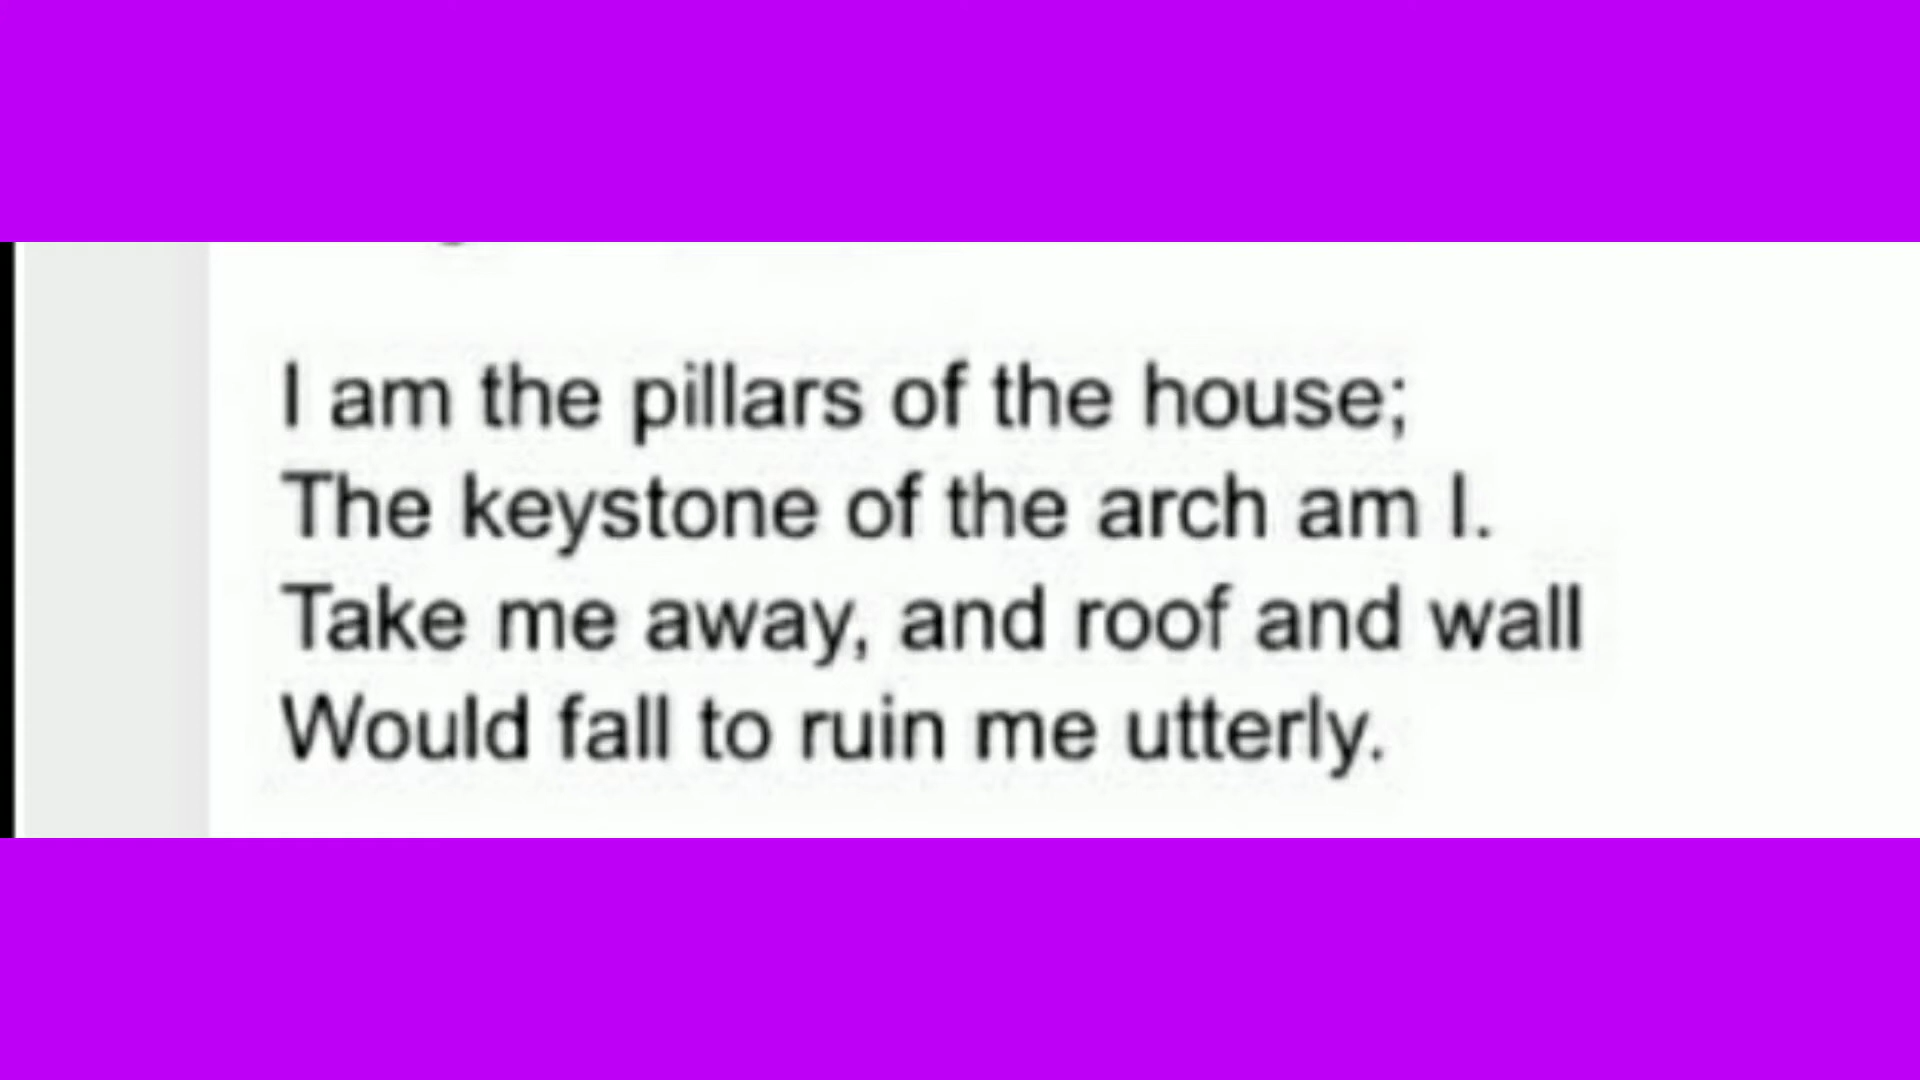 I am the pillars of the house;
The keystone of the arch am I.
Take me away, and roof and wall
Would fall to ruin me utterly.